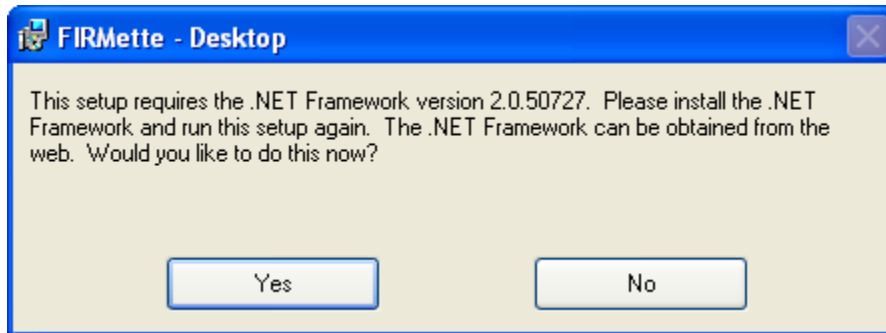 FIRMette - Desktop
This setup requires the .NET Framework version 2.0.50727.  Please install the .NET
Framework and run this setup again.  The .NET Framework can be obtained from the
web.  Would you like to do this now?
Yes
No